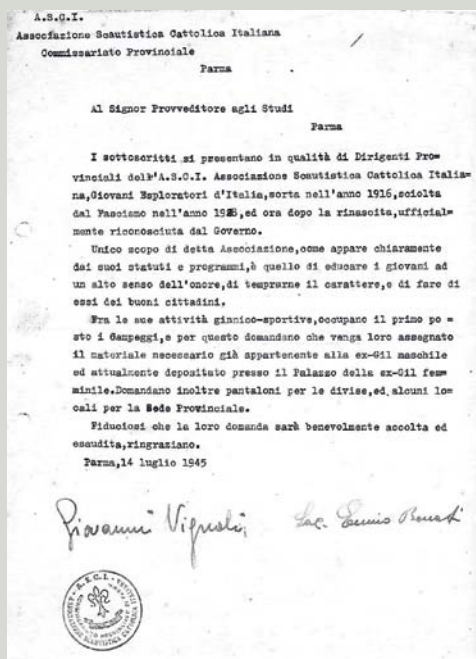 A.S.C.I.
Associazione Scautistica Cattolica Italiana
Commissariato Provinciale
Parma
Al Signor Provveditore agli Studi
Parma
I sottoscritti si presentano in qualità di Dirigenti Pro=
vinciali dell'A.S.C.I. Associazione Scautistica Cattolica Italia=
na,Giovani Esploratori d'Italia,sorta nell'anno 1916,sciolta
dal Fascismo nell'anno 1928,ed ora dopo la rinascita,ufficial=
mente riconosciuta dal Governo.
Unico scopo di detta Associazione,come appare chiaramente
dai suoi statuti e programmi,è quello di educare i giovani ad
un alto senso dell'onore,di temprarne il carattere,e di fare di
essi dei buoni cittadini.
Fra le sue attività ginnico-sportive,occupano il primo po =
sto i Campeggi,e per questo domandano che venga loro assegnato
il materiale necessario già appartenente alla ex-Gil maschile
ed attualmente depositato presso il Palazzo della ex-Gil fem=
minile.Domandano inoltre pantaloni per le divise,ed,alcuni lo=
cali per la Sede Provinciale.
Fiduciosi che la loro domanda sarà benevolmente accolta ed
esaudita,ringraziano.
Parma,14 luglio 1945
Giovanni Vignoli Sac. Ennio Bonati
A.S.C.I.